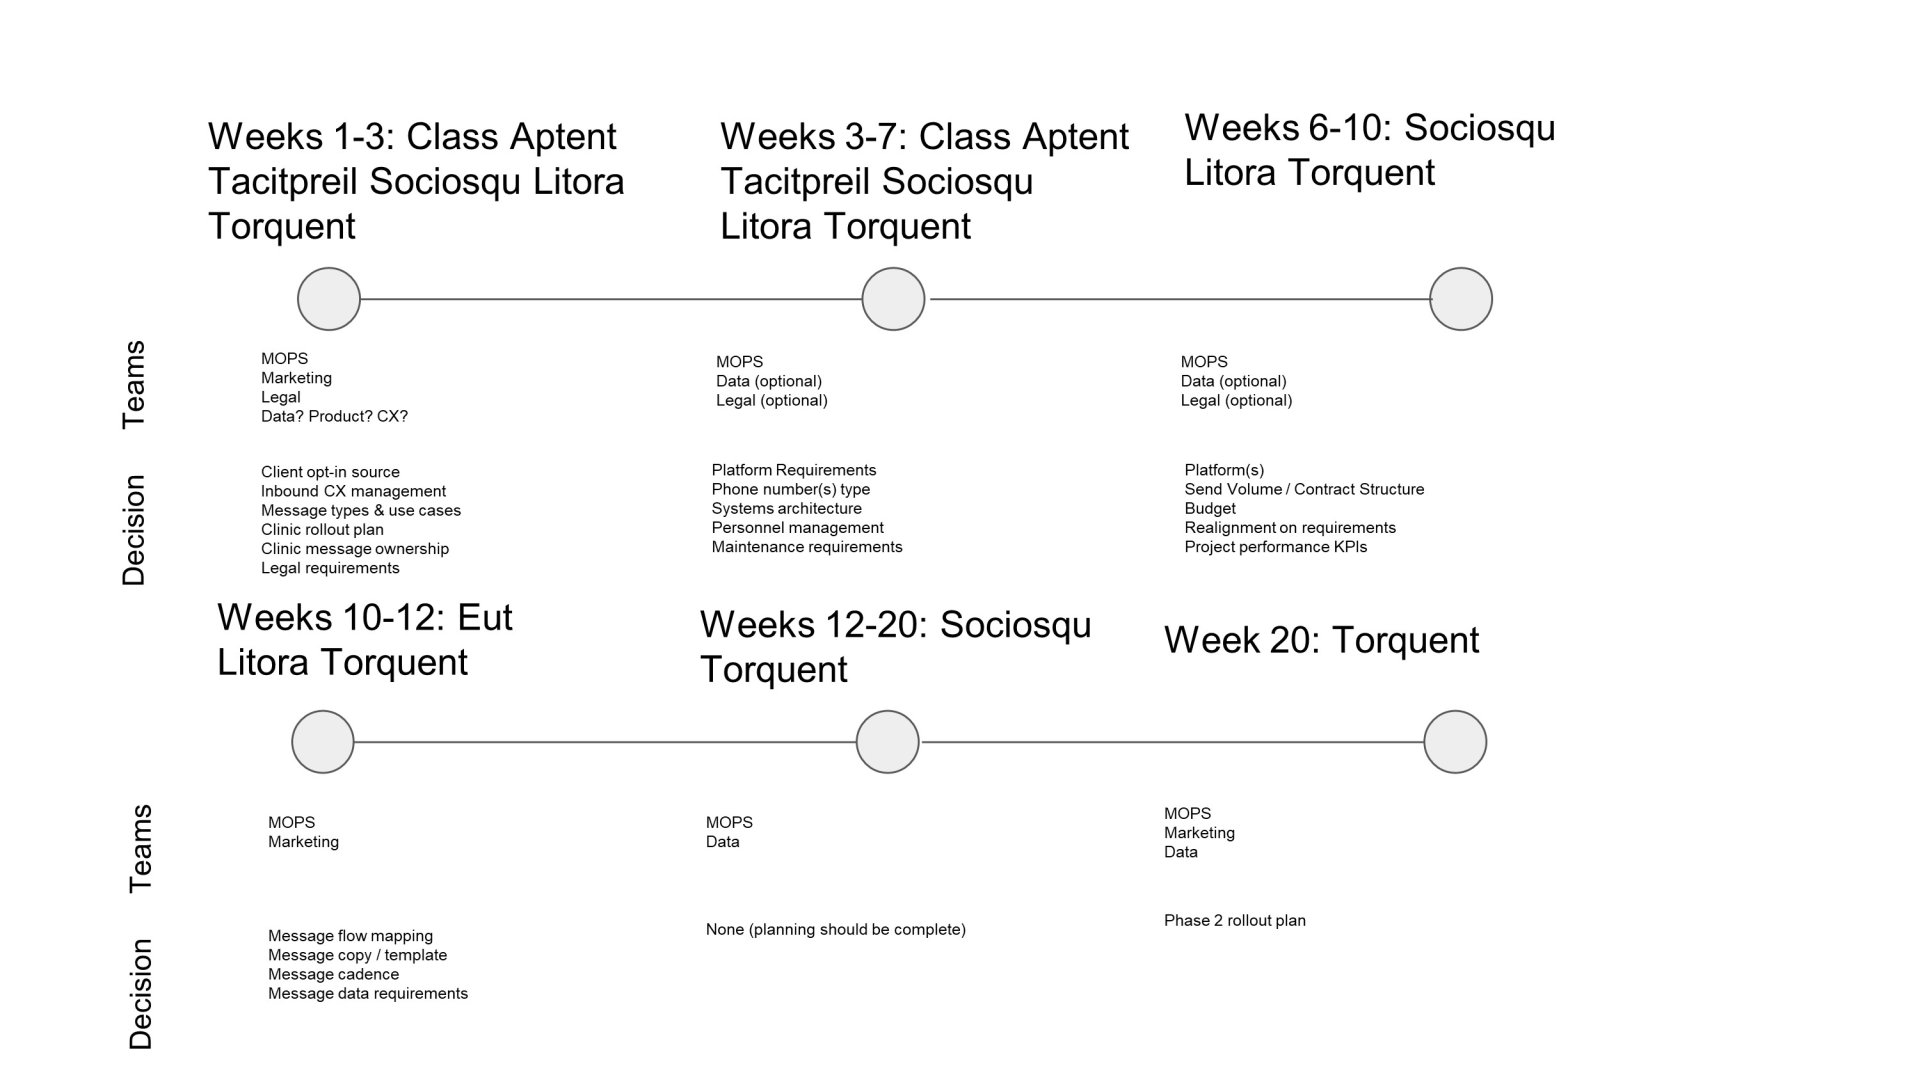 Weeks 1-3: Class Aptent
Tacitpreil Sociosqu Litora
Torquent
Weeks 3-7: Class Aptent
Tacitpreil Sociosqu
Litora Torquent
Weeks 6-10: Sociosqu
Litora Torquent
Teams
MOPS
Marketing
Legal
Data? Product? CX?
MOPS
Data (optional)
Legal (optional)
MOPS
Data (optional)
Legal (optional)
Decision
Client opt-in source
Inbound CX management
Message types & use cases
Clinic rollout plan
Clinic message ownership
Legal requirements
Platform Requirements
Phone number(s) type
Systems architecture
Personnel management
Maintenance requirements
Platform(s)
Send Volume / Contract Structure
Budget
Realignment on requirements
Project performance KPIs
Weeks 10-12: Eut
Litora Torquent
Weeks 12-20: Sociosqu
Torquent
Week 20: Torquent
Teams
MOPS
Marketing
MOPS
Data
MOPS
Marketing
Data
Decision
Message flow mapping
Message copy / template
Message cadence
Message data requirements
None (planning should be complete)
Phase 2 rollout plan